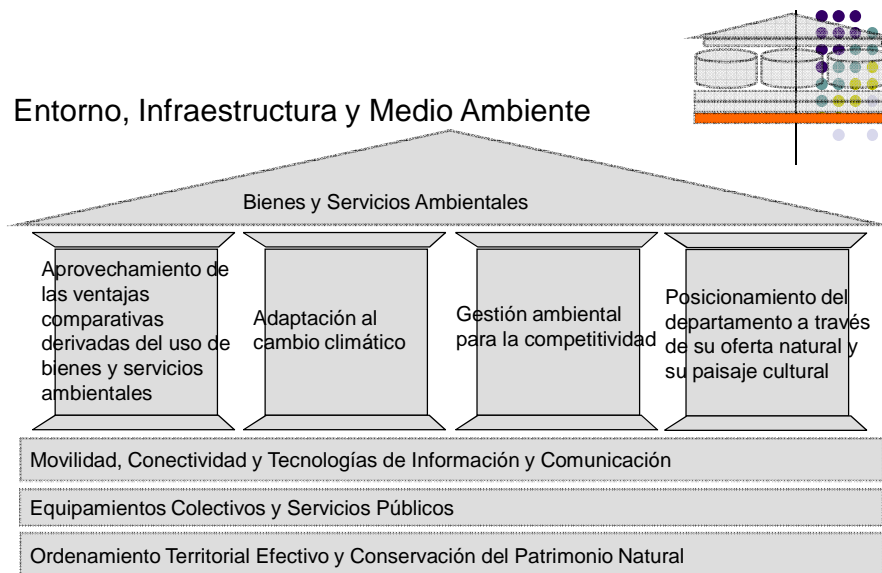 Entorno, Infraestructura y Medio Ambiente
Bienes y Servicios Ambientales
Aprovechamiento de
las ventajas
comparativas
derivadas del uso de
bienes y servicios
ambientales
Adaptación al
cambio climático
Gestión ambiental
para la competitividad
Posicionamiento del
departamento a través
de su oferta natural y
su paisaje cultural
Movilidad, Conectividad y Tecnologías de Información y Comunicación
Equipamientos Colectivos y Servicios Públicos
Ordenamiento Territorial Efectivo y Conservación del Patrimonio Natural